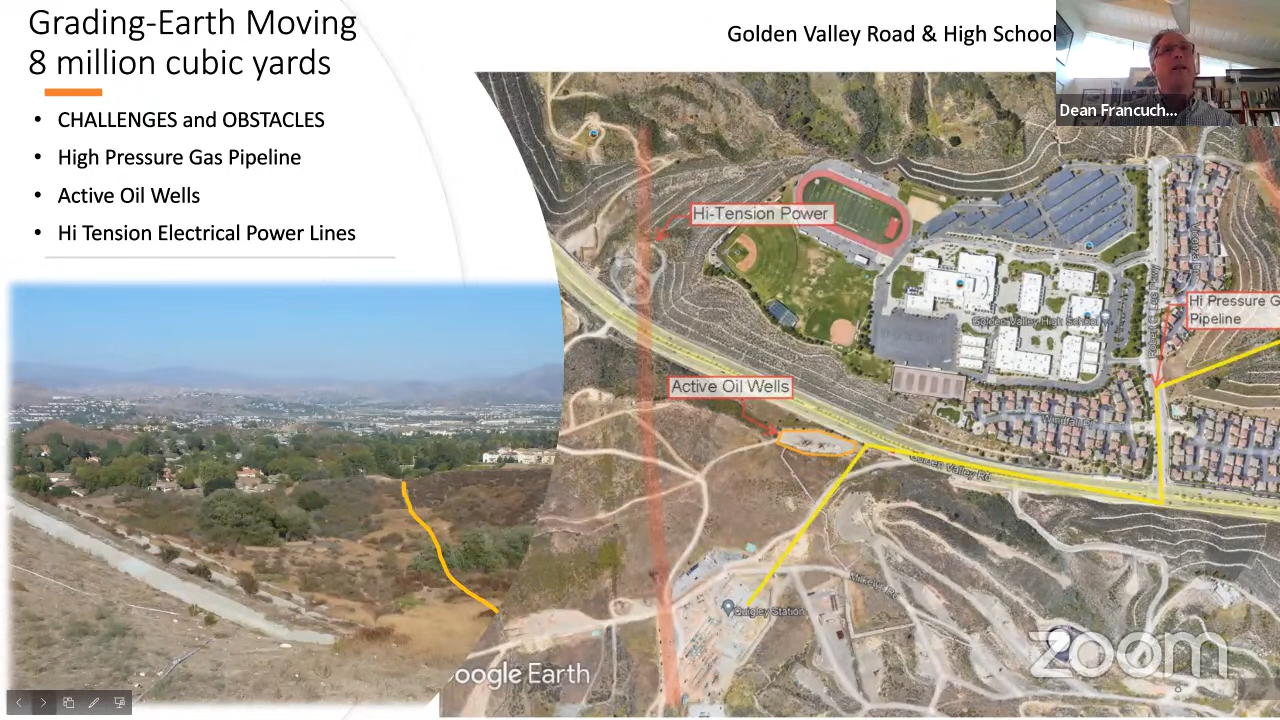 Grading-Earth Moving
8 million cubic yards
• CHALLENGES and OBSTACLES
• High Pressure Gas Pipeline
• Active Oil Wells
• Hi Tension Electrical Power Lines
Golden Valley Road & High School
Dean Francuch...
Hi-Tension Power
Golden Valley High School
Hi Pressure G
Pipeline
Active Oil Wells
Golden Valley Rd
Quigley Station
oogle Earth
zoom